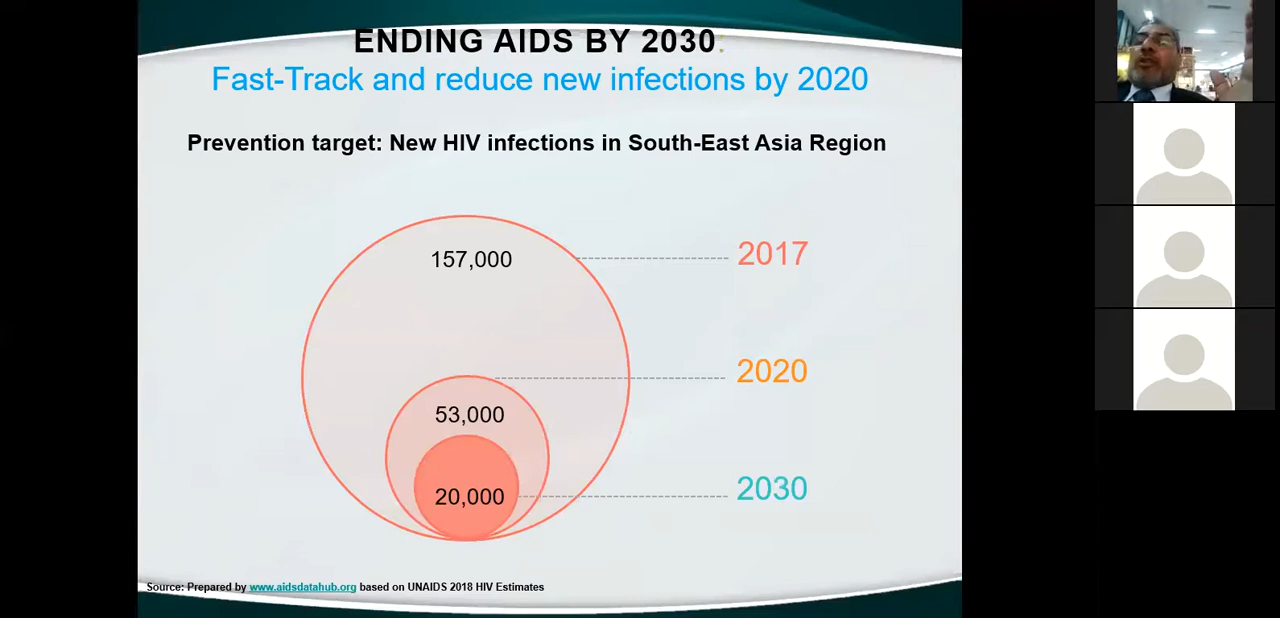 ENDING AIDS BY 2030:
Fast-Track and reduce new infections by 2020
Prevention target: New HIV infections in South-East Asia Region
157,000
2017
2020
53,000
2030
20,000
Source: Prepared by www.aidsdatahub.org based on UNAIDS 2018 HIV Estimates